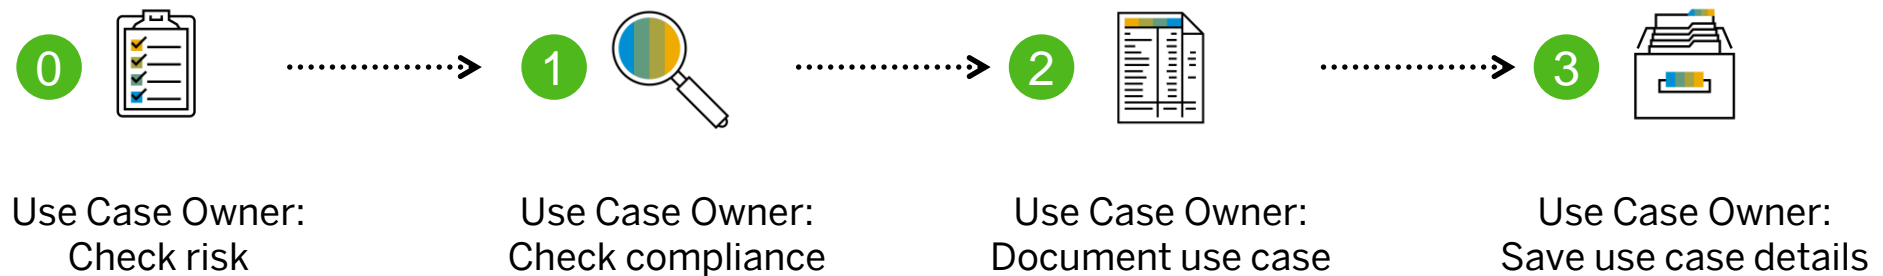 0
1
2
3
Use Case Owner:
Check risk
Use Case Owner:
Check compliance
Use Case Owner:
Document use case
Use Case Owner:
Save use case details